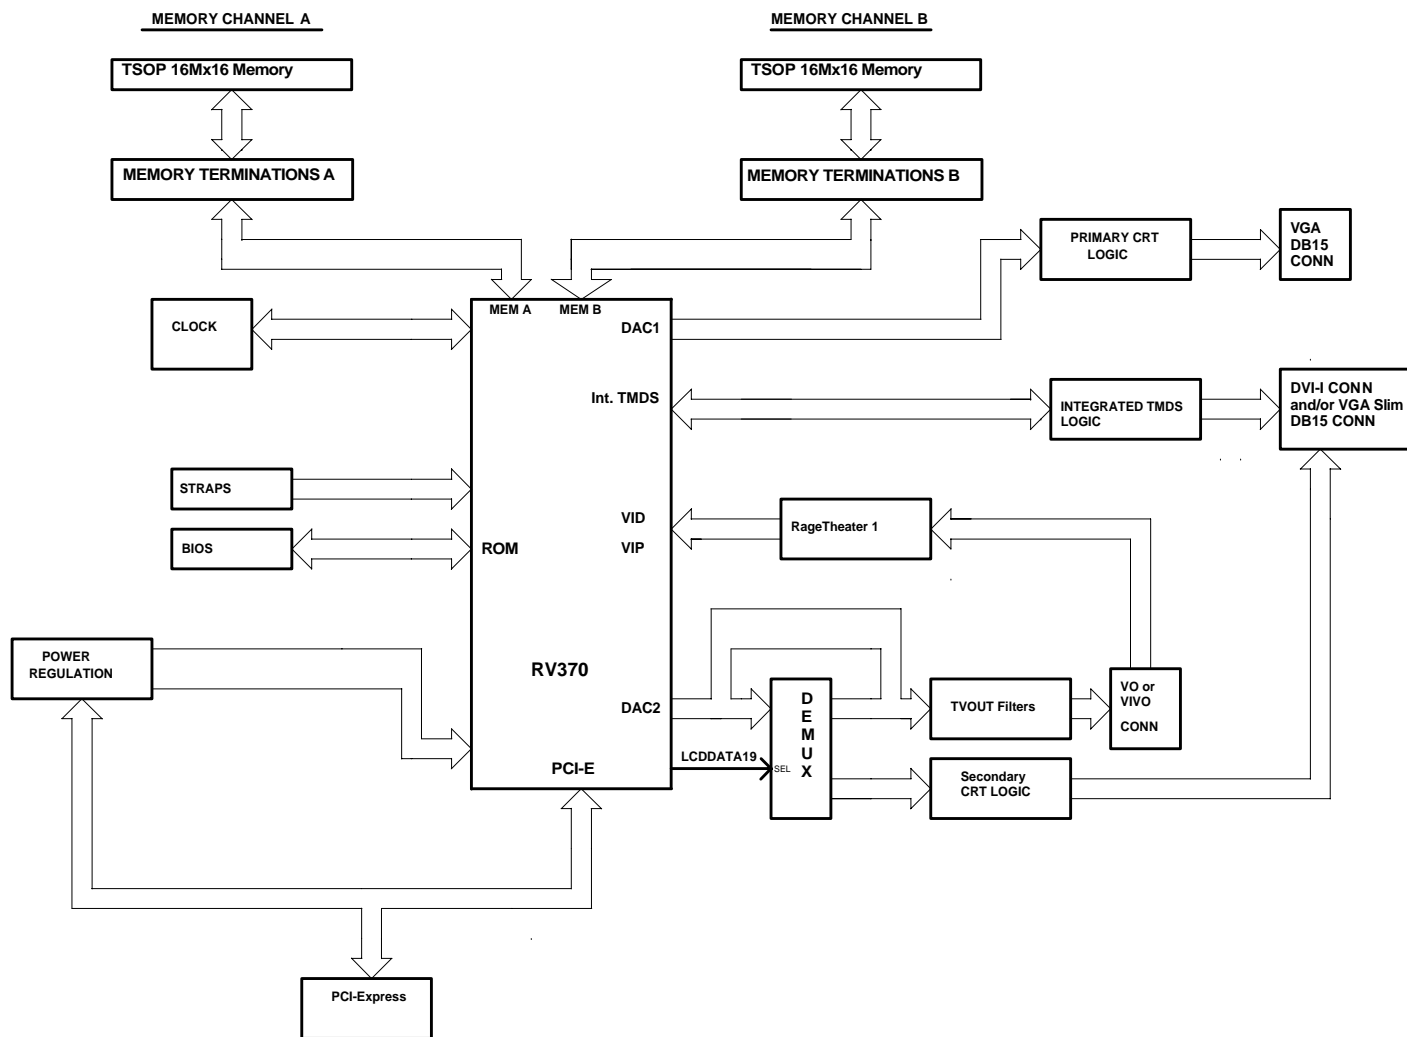 MEMORY CHANNEL A
MEMORY CHANNEL B
TSOP 16Mx16 Memory
TSOP 16Mx16 Memory
MEMORY TERMINATIONS A
MEMORY TERMINATIONS B
PRIMARY CRT
LOGIC
VGA
DB15
CONN
CLOCK
MEM A
MEM B
DAC1
Int. TMDS
INTEGRATED TMDS
LOGIC
DVI-I CONN
and/or VGA Slim
DB15 CONN
STRAPS
BIOS
ROM
VID
VIP
RageTheater 1
POWER
REGULATION
RV370
DAC2
PCI-E
LCDDATA19
SEL
D
E
M
U
X
TVOUT Filters
VO or
VIVO
CONN
Secondary
CRT LOGIC
PCI-Express